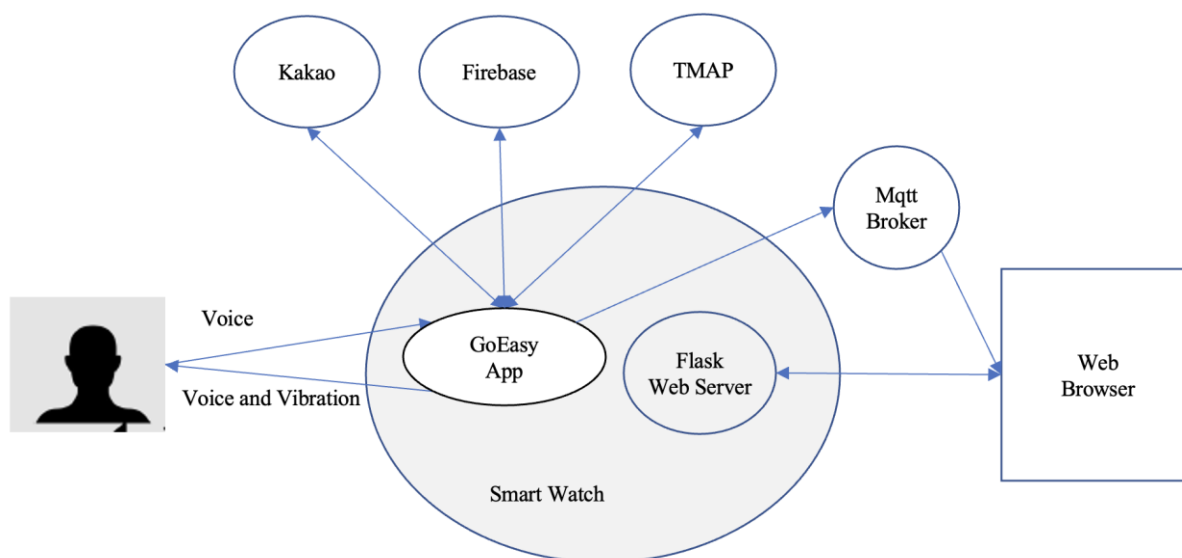 Kakao
Firebase
TMAP
Mqtt
Broker
Voice
GoEasy
App
Flask
Web Server
Web
Browser
Voice and Vibration
Smart Watch